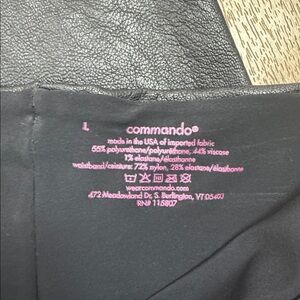 L
commando®
made in the USA of imported fabric
55% polyurethane/polyuréthane, 44% viscose
1% elastane/élasthanne
waistband/ceinture: 72% nylon, 28% elastane/élasthanne
wearcommando.com
472 Meadowland Dr, S. Burlington, VT 05403
RN# 115807